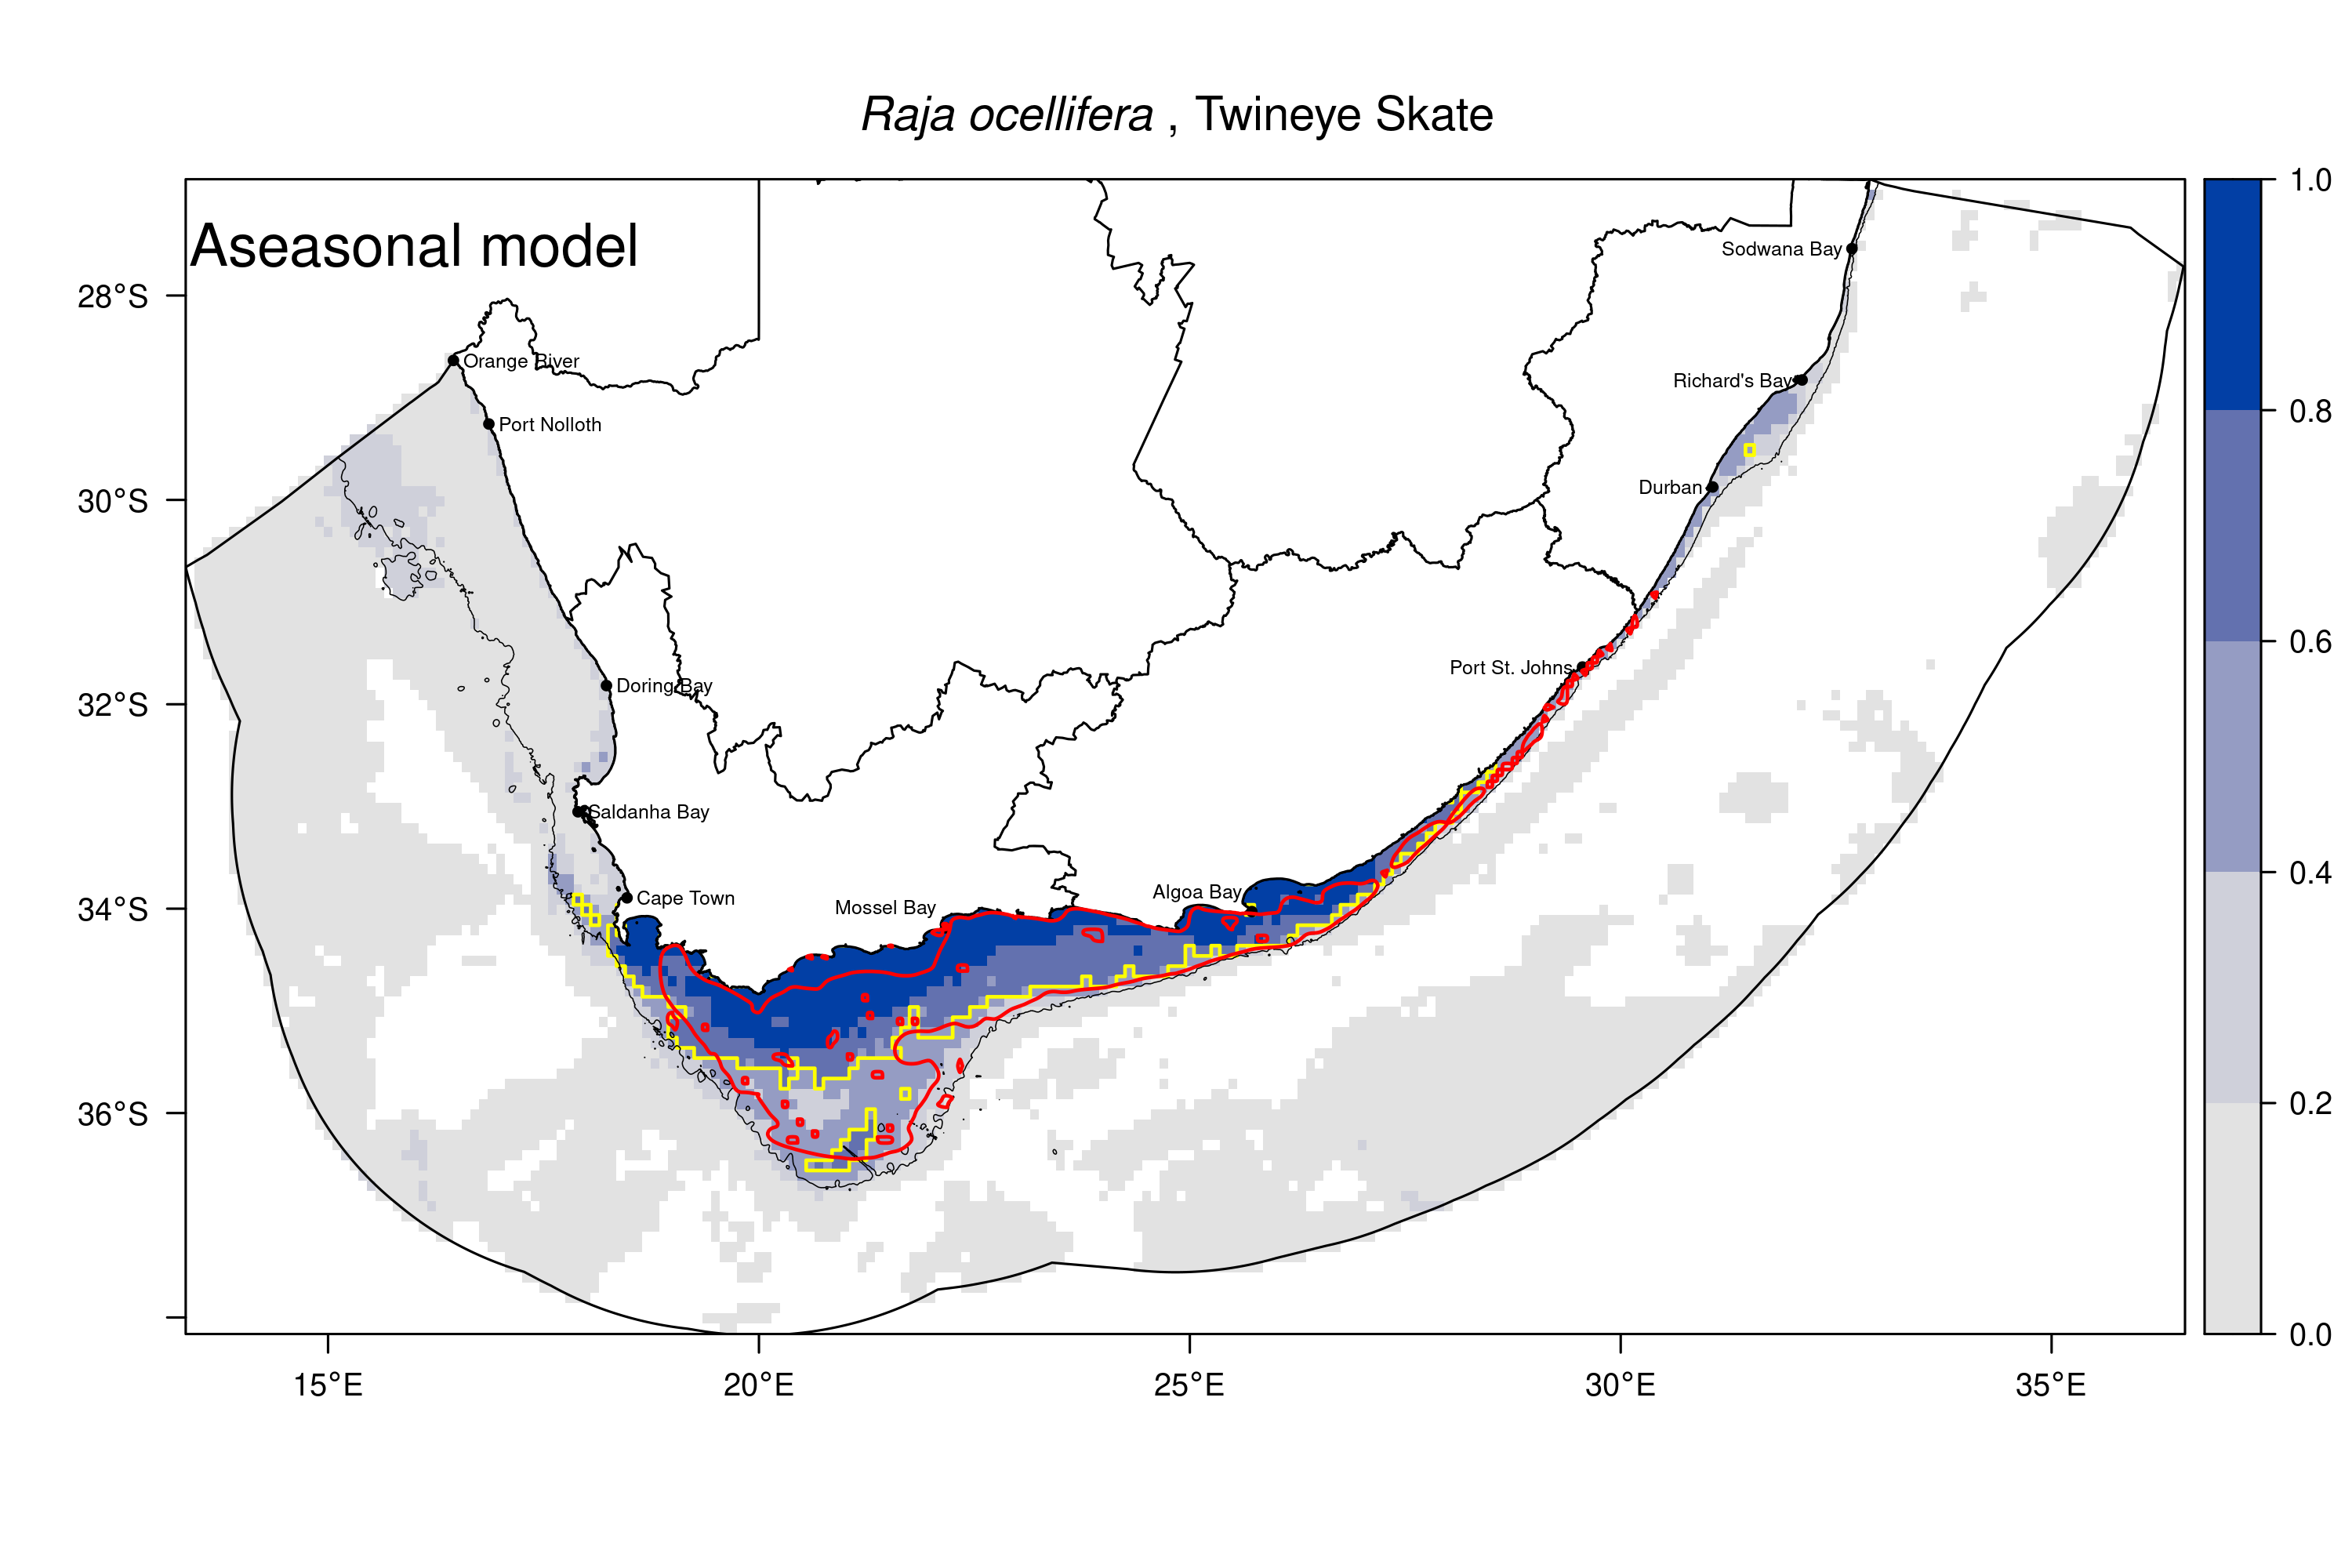 Raja ocellifera , Twineye Skate
Aseasonal model
1.0
0.8
0.6
0.4
0.2
0.0
28°S
30°S
32°S
34°S
36°S
15°E
20°E
25°E
30°E
35°E
Sodwana Bay
Orange River
Richard's Bay
Port Nolloth
Durban
Port St. Johns
Doring Bay
Saldanha Bay
Algoa Bay
Cape Town
Mossel Bay